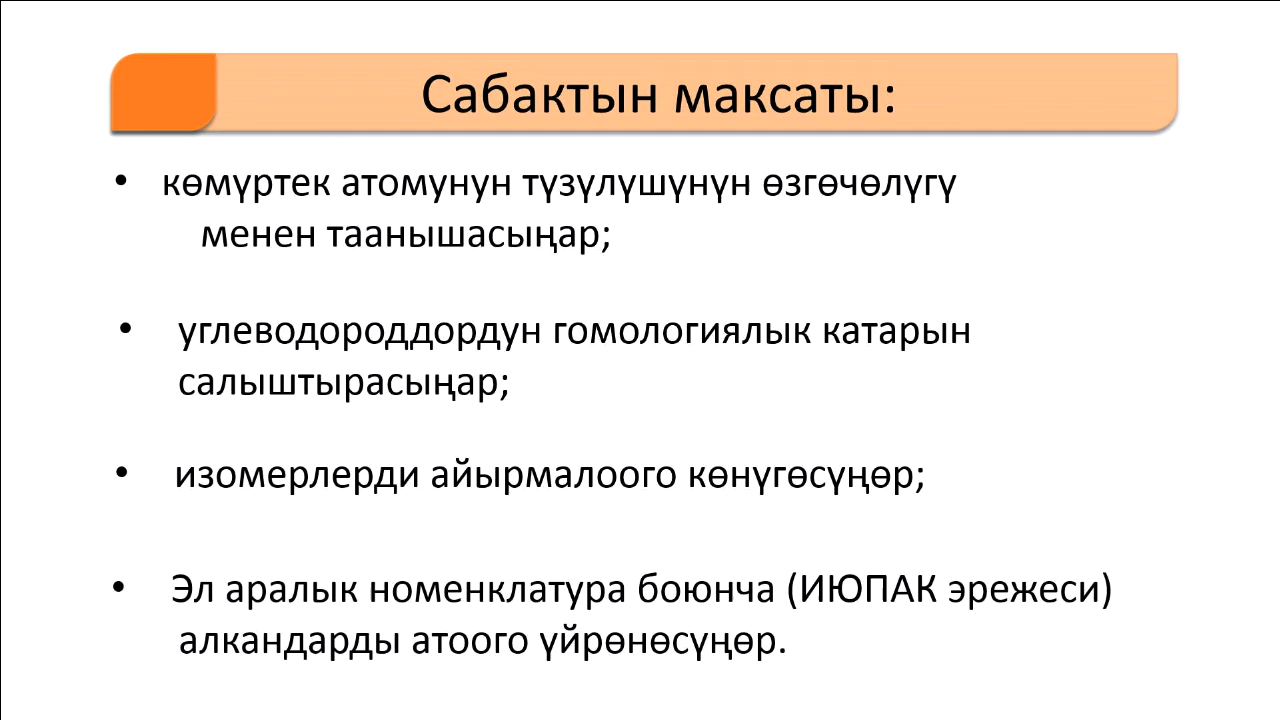 Сабактын максаты:
• көмүртек атомунун түзүлүшүнүн өзгөчөлүгү
менен таанышасыңар;
• углеводороддордун гомологиялык катарын
салыштырасыңар;
• изомерлерди айырмалоого көнүгөсүңөр;
• Эл аралык номенклатура боюнча (ИЮПАК эрежеси)
алкандарды атоого үйрөнөсүңөр.